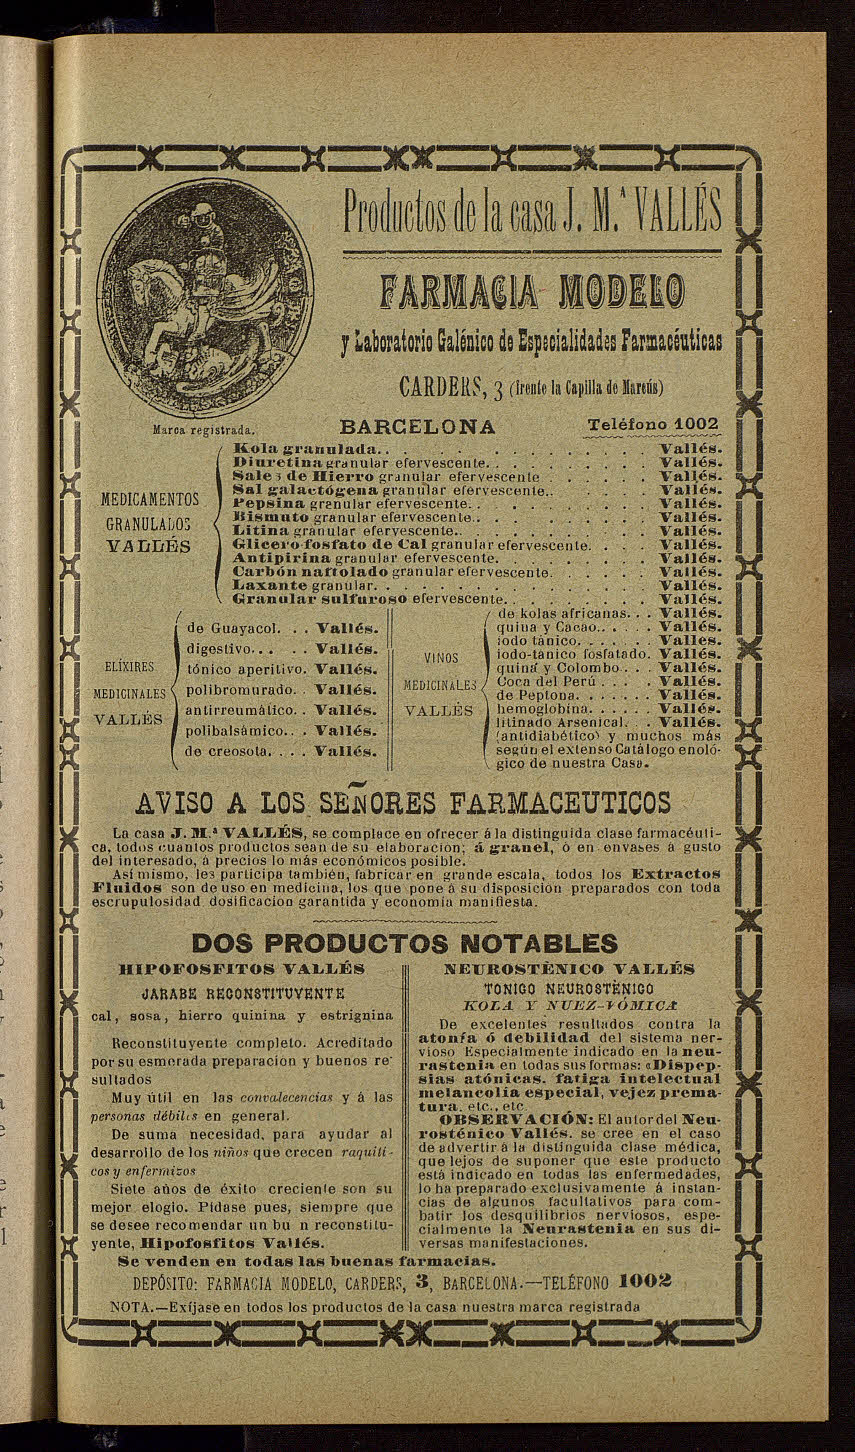 Productos de la casa J. M.ª VALLÉS
FARMACIA MODELO
y Laboratorio Galénico de Especialidades Farmacéuticas
CARDERS, 3 (frente la Capilla de Marcús)
Marca registrada.
BARCELONA
Teléfono 1002
MEDICAMENTOS
GRANULADOS
VALLÉS
Kola granulada. . . . . . . . . . . . . . . Vallés.
Diuretina granular efervescente. . . . . . . . . . Vallés.
Sales de Hierro granular efervescente . . . . . . Vallés.
Sal galactógena granular efervescente. . . . . . . Vallés.
Pepsina granular efervescente. . . . . . . . . . Vallés.
Bismuto granular efervescente. . . . . . . . . . Vallés.
Litina granular efervescente. . . . . . . . . . . Vallés.
Glicero-fosfato de Cal granular efervescente. . . . Vallés.
Antipirina granular efervescente. . . . . . . . . Vallés.
Carbón naftolado granular efervescente. . . . . . Vallés.
Laxante granular. . . . . . . . . . . . . . . Vallés.
Granular sulfuroso efervescente. . . . . . . . . Vallés.
ELÍXIRES
MEDICINALES
VALLÉS
de Guayacol. . . Vallés.
digestivo. . . . . Vallés.
tónico aperitivo. Vallés.
polibromurado. . Vallés.
antirreumático. . Vallés.
polibalsámico. . . Vallés.
de creosota. . . . Vallés.
VINOS
MEDICINALES
VALLÉS
de kolas africanas. . . Vallés.
quina y Cacao. . . . . Vallés.
iodo tánico. . . . . . . Valles.
iodo-tánico fosfatado. Vallés.
quina y Colombo. . . . Vallés.
Coca del Perú . . . . . Vallés.
de Peptona. . . . . . . Vallés.
hemoglobina. . . . . . Vallés.
litinado Arsenical. . . Vallés.
(antidiabético) y muchos más
según el extenso Catálogo enoló-
gico de nuestra Casa.
AVISO A LOS SEÑORES FARMACEUTICOS
La casa J. M.ª VALLÉS, se complace en ofrecer á la distinguida clase farmacéuti-
ca, todos cuantos productos sean de su elaboracion; á granel, ó en envases a gusto
del interesado, á precios lo más económicos posible.
Así mismo, les participa también, fabricar en grande escala, todos los Extractos
Fluidos son de uso en medicina, los que pone á su disposición preparados con toda
escrupulosidad dosificacion garantida y economía manifiesta.
DOS PRODUCTOS NOTABLES
HIPOFOSFITOS VALLÉS
JARABE RECONSTITUYENTE
cal, sosa, hierro quinina y estrignina
Reconstituyente completo. Acreditado
por su esmerada preparacion y buenos re-
sultados
Muy útil en las convalecencias y á las
personas débiles en general.
De suma necesidad, para ayudar al
desarrollo de los niños que crecen raquíti-
cos y enfermizos
Siete años de éxito creciente son su
mejor elogio. Pídase pues, siempre que
se desee recomendar un bu n reconstitu-
yente, Hipofosfitos Vallés.
NEUROSTÈNICO VALLÉS
TONICO NEUROSTÈNICO
KOLA Y NUEZ-VÓMICA
De excelentes resultados contra la
atonía ó debilidad del sistema ner-
vioso Especialmente indicado en la neu-
rastenia en todas sus formas: «Dispep-
sias atónicas, fatiga intelectual
melancolía especial, vejez prema-
tura, etc., etc.
OBSERVACIÓN: El autor del Neu-
rosténico Vallés, se cree en el caso
de advertir á la distinguida clase médica,
que lejos de suponer que este producto
está indicado en todas las enfermedades,
lo ha preparado exclusivamente á instan-
cias de algunos facultativos para com-
batir los desquilibrios nerviosos, espe-
cialmente la Neurastenia en sus di-
versas manifestaciones.
Se venden en todas las buenas farmacias.
DEPÓSITO: FARMACIA MODELO, CARDERS, 3, BARCELONA.—TELÉFONO 1002
NOTA.—Exíjase en todos los productos de la casa nuestra marca registrada